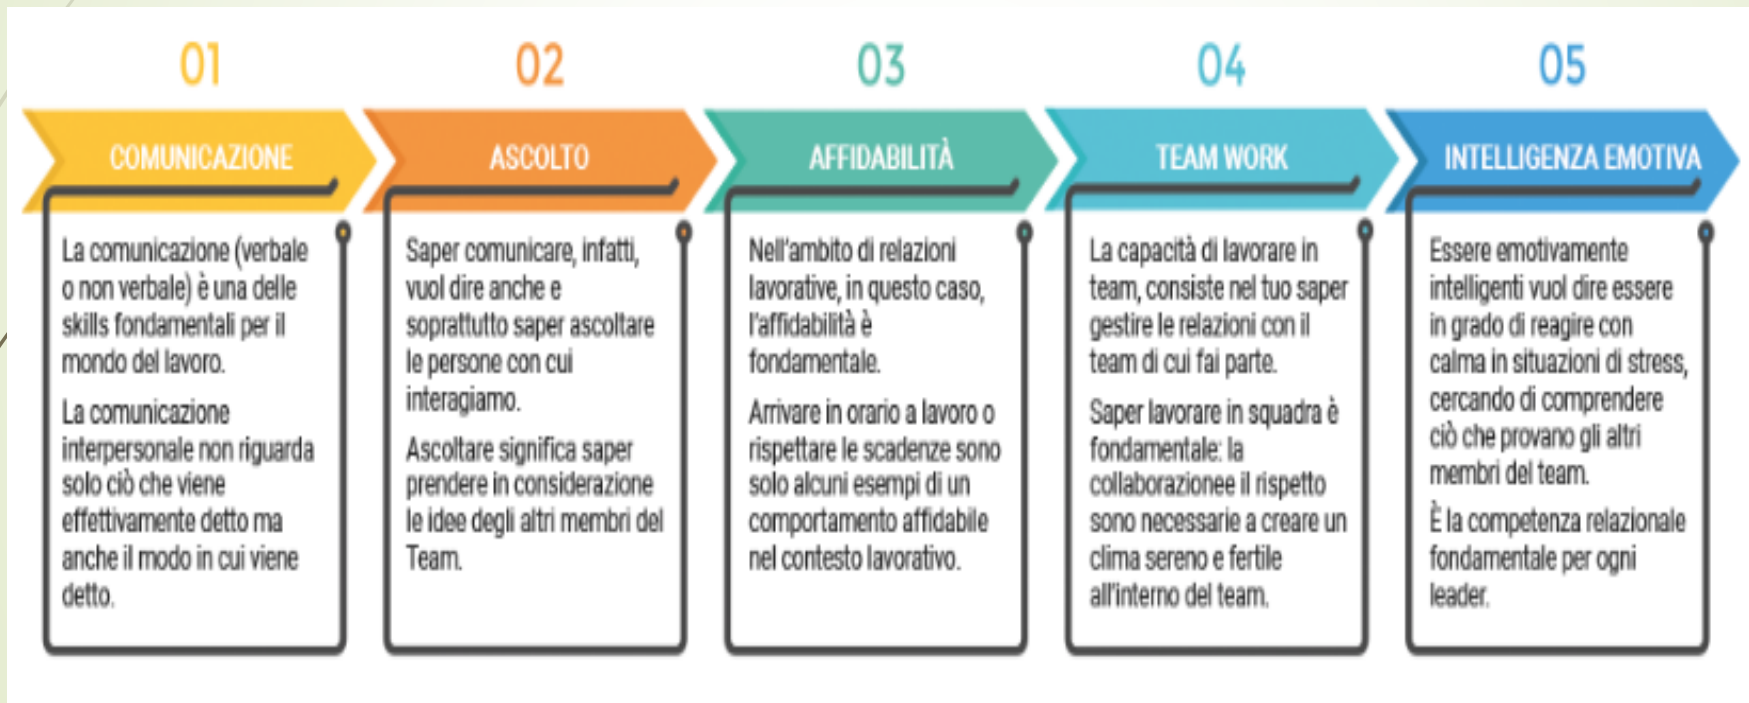 01
COMUNICAZIONE
La comunicazione (verbale
o non verbale) è una delle
skills fondamentali per il
mondo del lavoro.
La comunicazione
interpersonale non riguarda
solo ciò che viene
effettivamente detto ma
anche il modo in cui viene
detto.
02
ASCOLTO
Saper comunicare, infatti,
vuol dire anche e
soprattutto saper ascoltare
le persone con cui
interagiamo.
Ascoltare significa saper
prendere in considerazione
le idee degli altri membri del
Team.
03
AFFIDABILITÀ
Nell'ambito di relazioni
lavorative, in questo caso,
l'affidabilità è
fondamentale.
Arrivare in orario a lavoro o
rispettare le scadenze sono
solo alcuni esempi di un
comportamento affidabile
nel contesto lavorativo.
04
TEAM WORK
La capacità di lavorare in
team, consiste nel tuo saper
gestire le relazioni con il
team di cui fai parte.
Saper lavorare in squadra è
fondamentale: la
collaborazionee il rispetto
sono necessarie a creare un
clima sereno e fertile
all'interno del team.
05
INTELLIGENZA EMOTIVA
Essere emotivamente
intelligenti vuol dire essere
in grado di reagire con
calma in situazioni di stress,
cercando di comprendere
ciò che provano gli altri
membri del team.
È la competenza relazionale
fondamentale per ogni
leader.